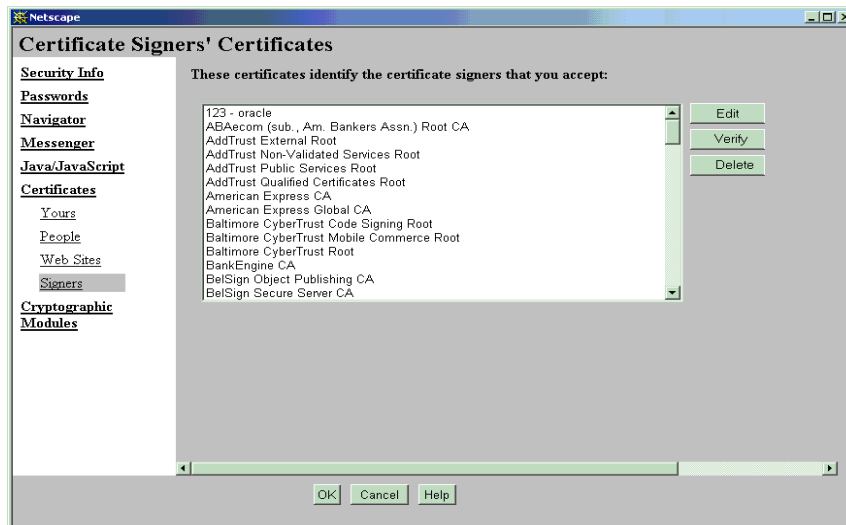 Netscape
Certificate Signers' Certificates
Security Info
Passwords
Navigator
Messenger
Java/JavaScript
Certificates
Yours
People
Web Sites
Signers
Cryptographic
Modules
These certificates identify the certificate signers that you accept:
123 - oracle
ABAecom (sub., Am. Bankers Assn.) Root CA
AddTrust External Root
AddTrust Non-Validated Services Root
AddTrust Public Services Root
AddTrust Qualified Certificates Root
American Express CA
American Express Global CA
Baltimore CyberTrust Code Signing Root
Baltimore CyberTrust Mobile Commerce Root
Baltimore CyberTrust Root
BankEngine CA
BelSign Object Publishing CA
BelSign Secure Server CA
Edit
Verify
Delete
OK
Cancel
Help